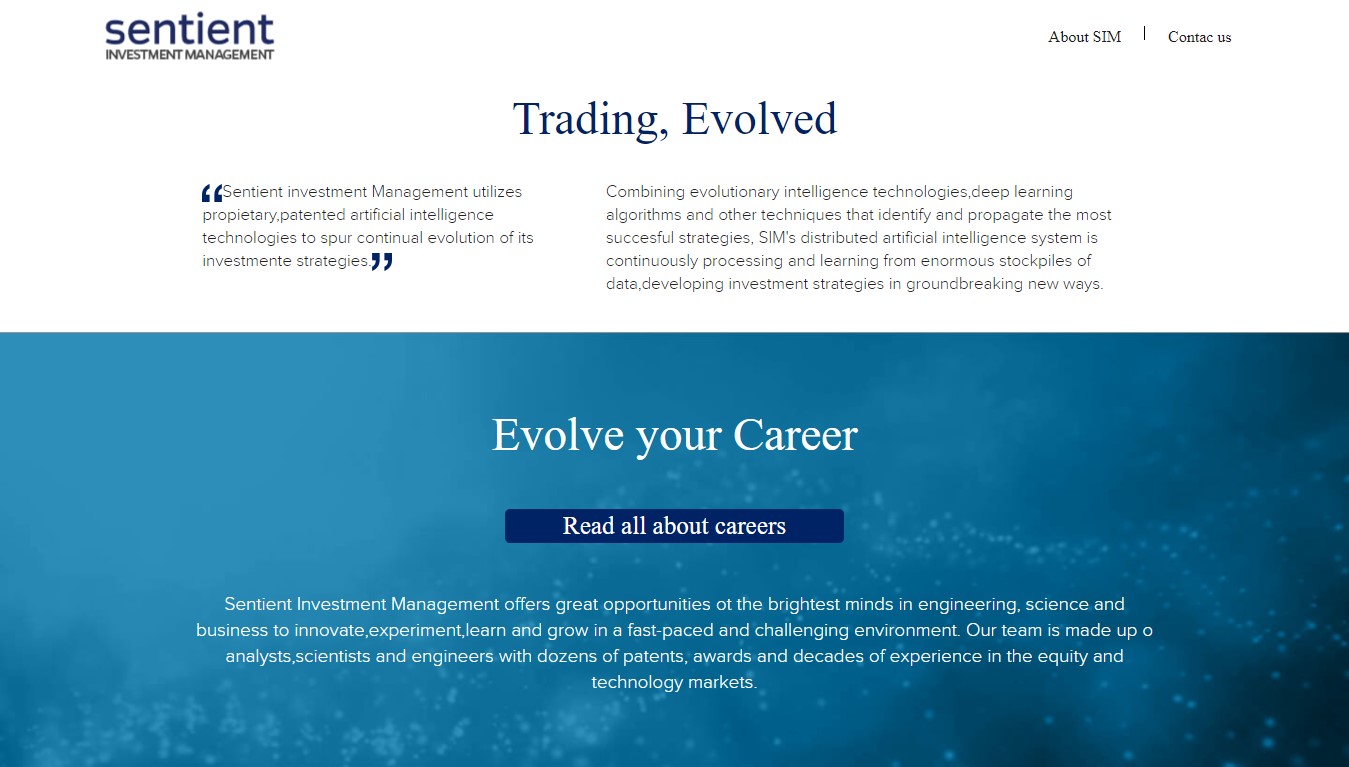 sentient
INVESTMENT MANAGEMENT
About SIM | Contac us
Trading, Evolved
“Sentient investment Management utilizes
propietary,patented artificial intelligence
technologies to spur continual evolution of its
investmente strategies.”
Combining evolutionary intelligence technologies,deep learning
algorithms and other techniques that identify and propagate the most
succesful strategies, SIM's distributed artificial intelligence system is
continuously processing and learning from enormous stockpiles of
data,developing investment strategies in groundbreaking new ways.
Evolve your Career
Read all about careers
Sentient Investment Management offers great opportunities ot the brightest minds in engineering, science and
business to innovate,experiment,learn and grow in a fast-paced and challenging environment. Our team is made up o
analysts,scientists and engineers with dozens of patents, awards and decades of experience in the equity and
technology markets.